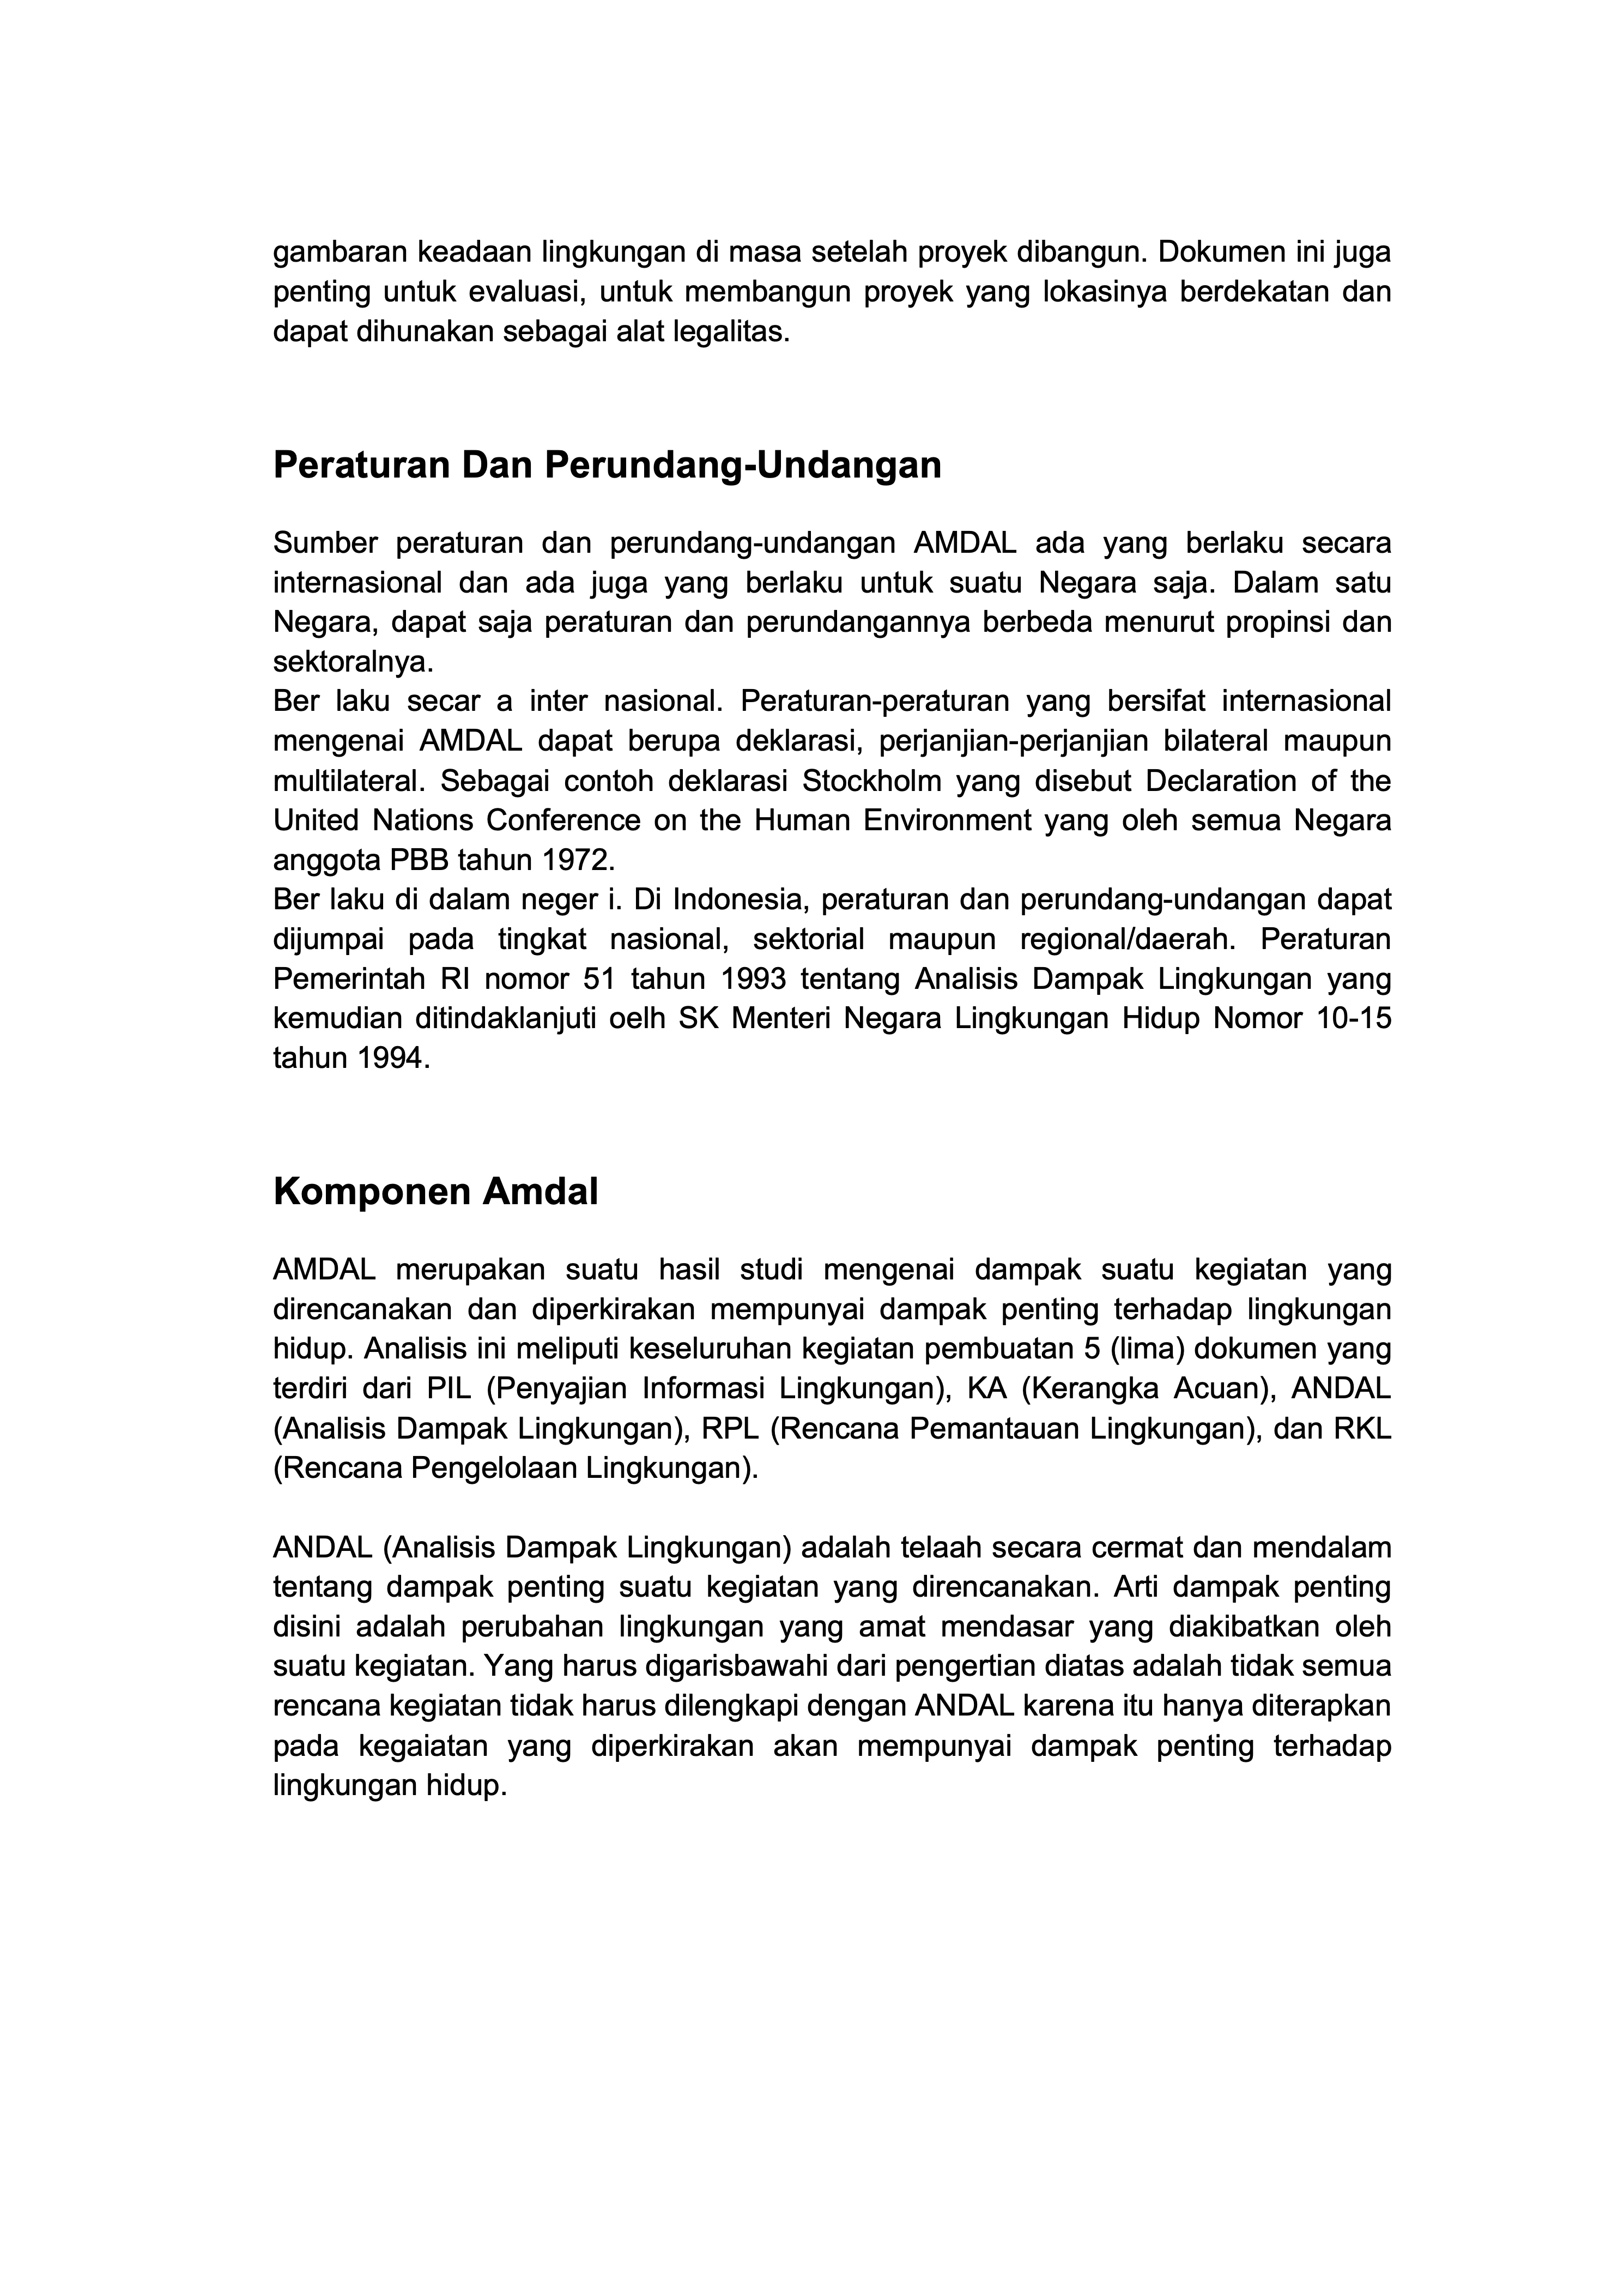 gambaran keadaan lingkungan di masa setelah proyek dibangun. Dokumen ini juga
penting untuk evaluasi, untuk membangun proyek yang lokasinya berdekatan dan
dapat dihunakan sebagai alat legalitas.
Peraturan Dan Perundang-Undangan
Sumber peraturan dan perundang-undangan AMDAL ada yang berlaku secara
internasional dan ada juga yang berlaku untuk suatu Negara saja. Dalam satu
Negara, dapat saja peraturan dan perundangannya berbeda menurut propinsi dan
sektoralnya.
Ber laku secar a inter nasional. Peraturan-peraturan yang bersifat internasional
mengenai AMDAL dapat berupa deklarasi, perjanjian-perjanjian bilateral maupun
multilateral. Sebagai contoh deklarasi Stockholm yang disebut Declaration of the
United Nations Conference on the Human Environment yang oleh semua Negara
anggota PBB tahun 1972.
Ber laku di dalam neger i. Di Indonesia, peraturan dan perundang-undangan dapat
dijumpai pada tingkat nasional, sektorial maupun regional/daerah. Peraturan
Pemerintah RI nomor 51 tahun 1993 tentang Analisis Dampak Lingkungan yang
kemudian ditindaklanjuti oelh SK Menteri Negara Lingkungan Hidup Nomor 10-15
tahun 1994.
Komponen Amdal
AMDAL merupakan suatu hasil studi mengenai dampak suatu kegiatan yang
direncanakan dan diperkirakan mempunyai dampak penting terhadap lingkungan
hidup. Analisis ini meliputi keseluruhan kegiatan pembuatan 5 (lima) dokumen yang
terdiri dari PIL (Penyajian Informasi Lingkungan), KA (Kerangka Acuan), ANDAL
(Analisis Dampak Lingkungan), RPL (Rencana Pemantauan Lingkungan), dan RKL
(Rencana Pengelolaan Lingkungan).
ANDAL (Analisis Dampak Lingkungan) adalah telaah secara cermat dan mendalam
tentang dampak penting suatu kegiatan yang direncanakan. Arti dampak penting
disini adalah perubahan lingkungan yang amat mendasar yang diakibatkan oleh
suatu kegiatan. Yang harus digarisbawahi dari pengertian diatas adalah tidak semua
rencana kegiatan tidak harus dilengkapi dengan ANDAL karena itu hanya diterapkan
pada kegaiatan yang diperkirakan akan mempunyai dampak penting terhadap
lingkungan hidup.